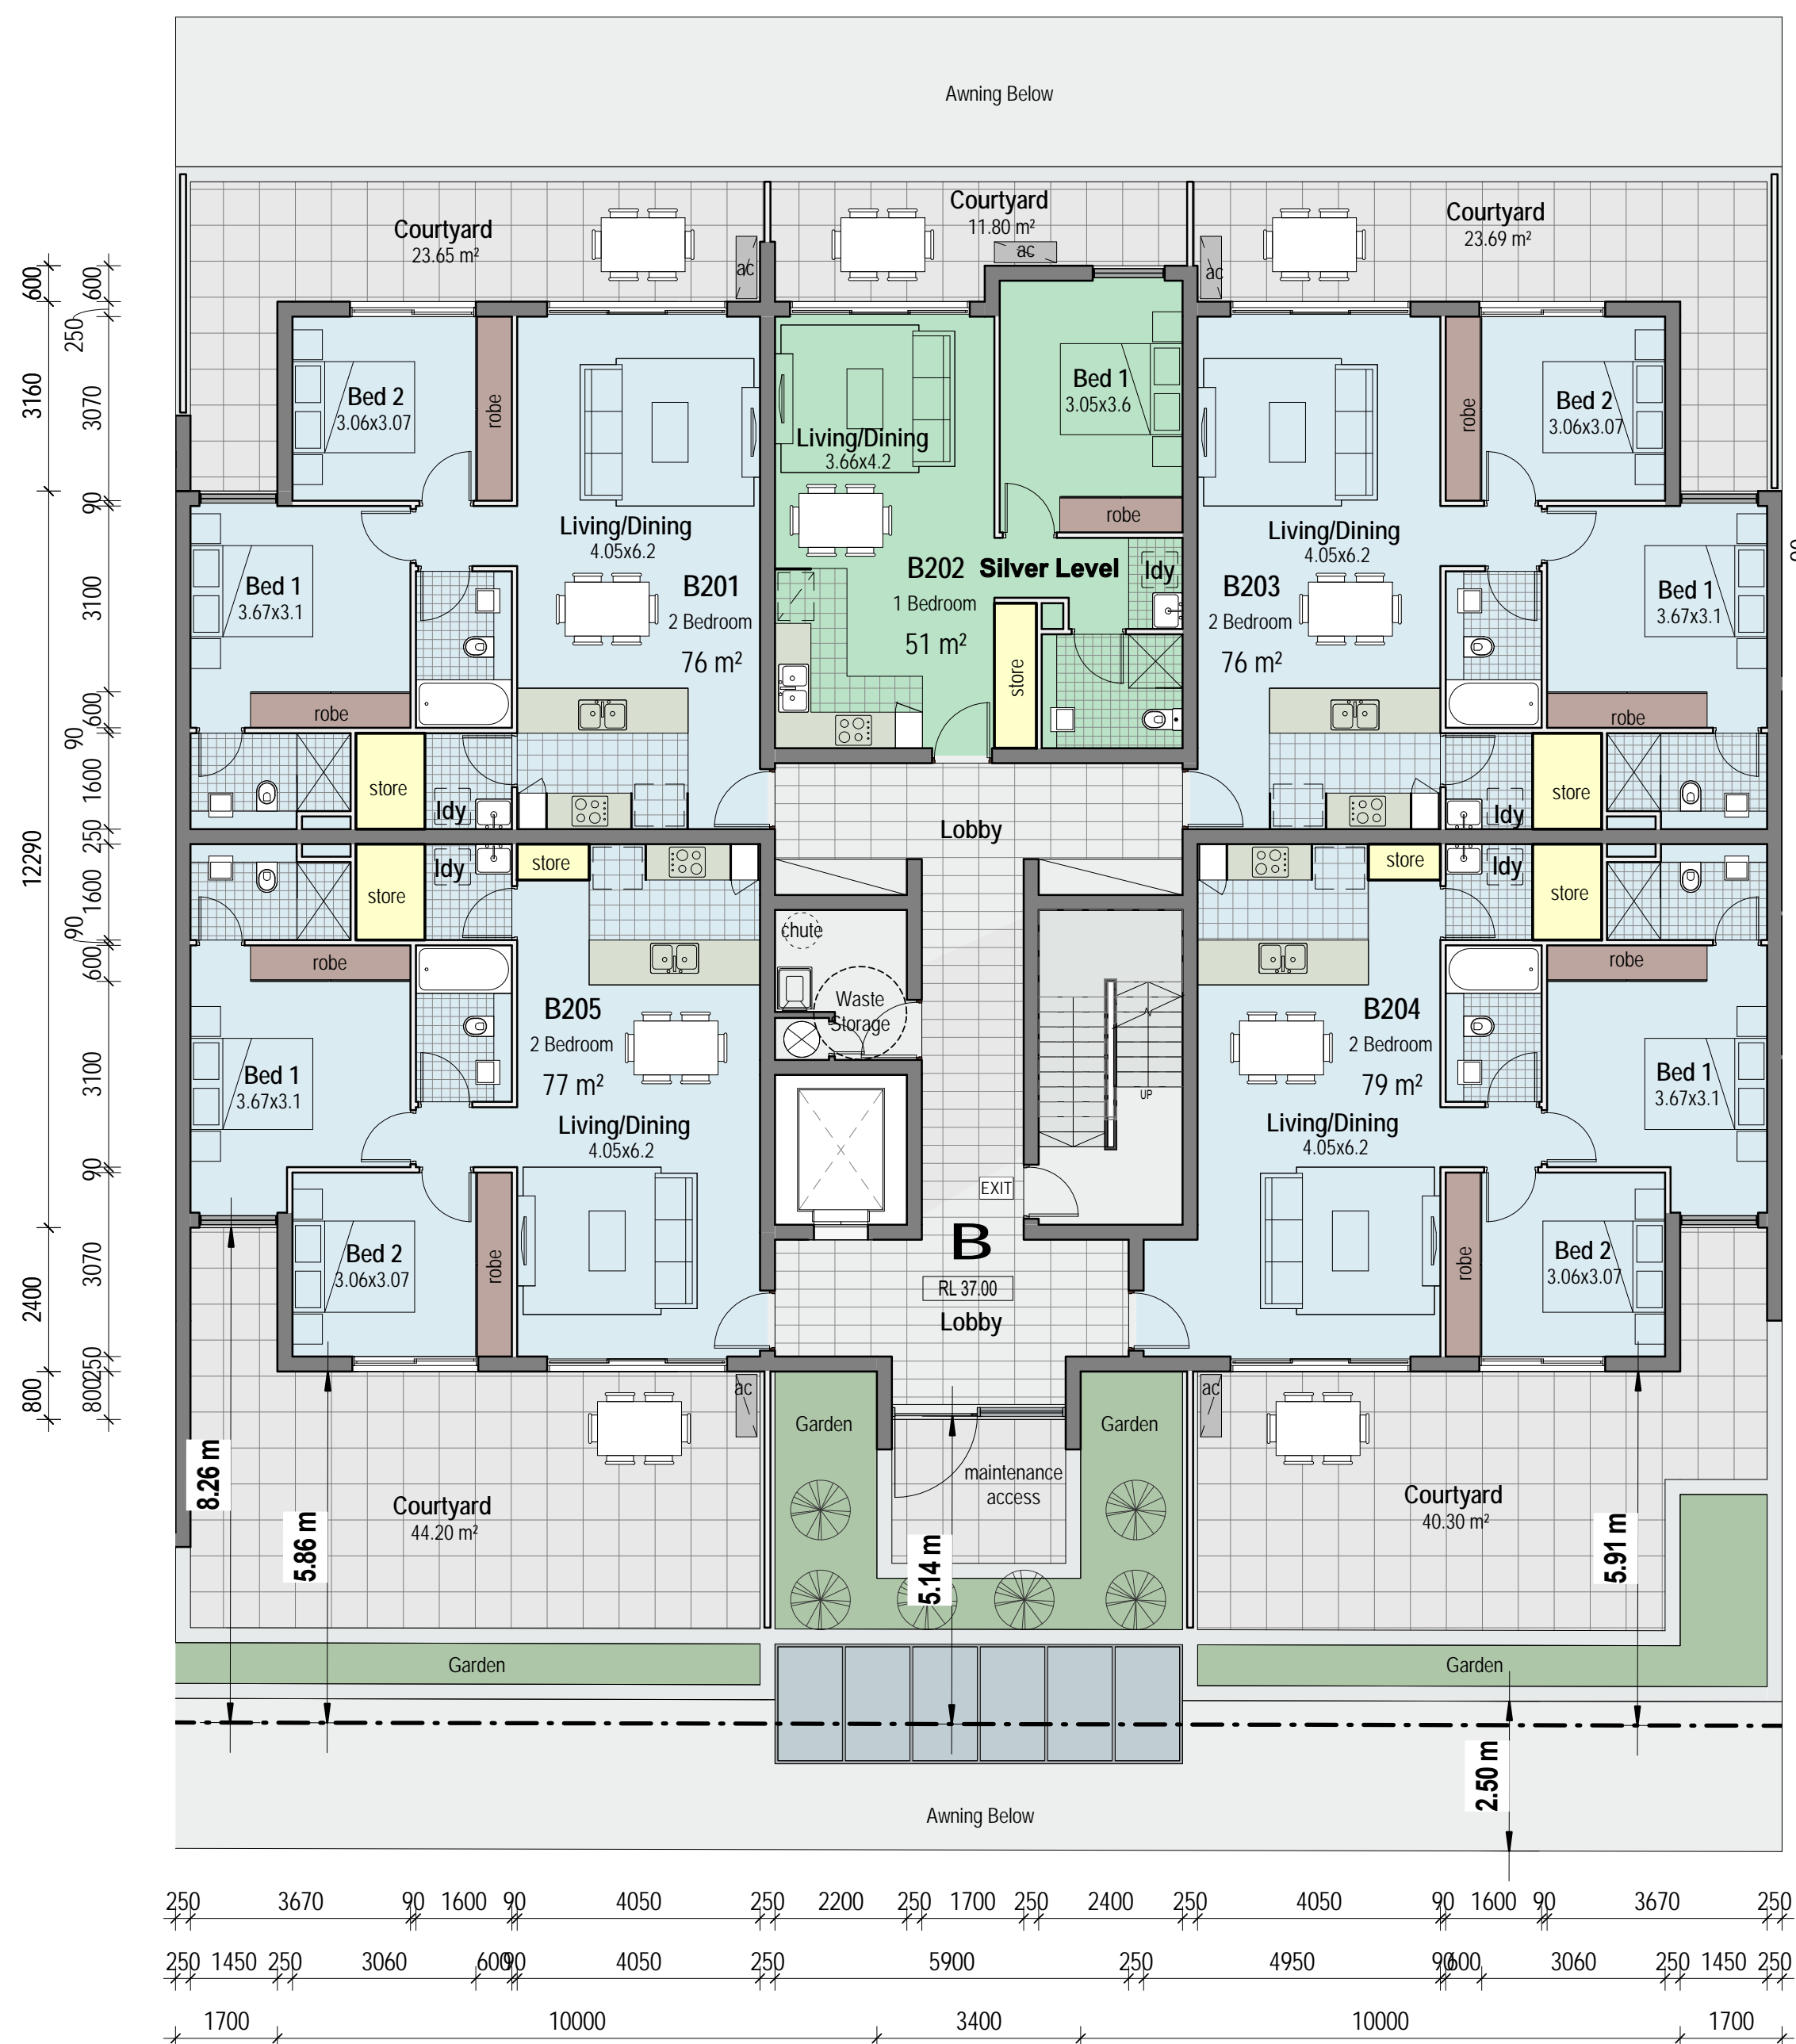 Awning Below
Courtyard
23.65 m²
ac
Courtyard
11.80 m²
ac
Courtyard
23.69 m²
ac
600
600
250
3160
3070
90
3100
600
90
1600
250
12290
1600
90
600
3100
90
3070
2400
250
800
800
Bed 2
3.06x3.07
robe
Living/Dining
4.05x6.2
B201
2 Bedroom
76 m²
Bed 1
3.67x3.1
robe
store
ldy
Living/Dining
3.66x4.2
Bed 1
3.05x3.6
robe
B202 Silver Level
1 Bedroom
51 m²
ldy
store
robe
Bed 2
3.06x3.07
Living/Dining
4.05x6.2
B203
2 Bedroom
76 m²
Bed 1
3.67x3.1
robe
ldy
store
Lobby
store
ldy
store
robe
B205
2 Bedroom
77 m²
Bed 1
3.67x3.1
Living/Dining
4.05x6.2
Bed 2
3.06x3.07
robe
chute
Waste
Storage
UP
EXIT
B
RL 37.00
Lobby
store
ldy
store
robe
B204
2 Bedroom
79 m²
Bed 1
3.67x3.1
Living/Dining
4.05x6.2
robe
Bed 2
3.06x3.07
ac
ac
Garden
Garden
maintenance
access
Courtyard
44.20 m²
Courtyard
40.30 m²
8.26 m
5.86 m
5.14 m
5.91 m
Garden
Garden
2.50 m
Awning Below
250 3670 90 1600 90 4050 250 2200 250 1700 250 2400 250 4050 90 1600 90 3670 250
250 1450 250 3060 600 90 4050 250 5900 250 4950 90 600 3060 250 1450 250
1700 10000 3400 10000 1700